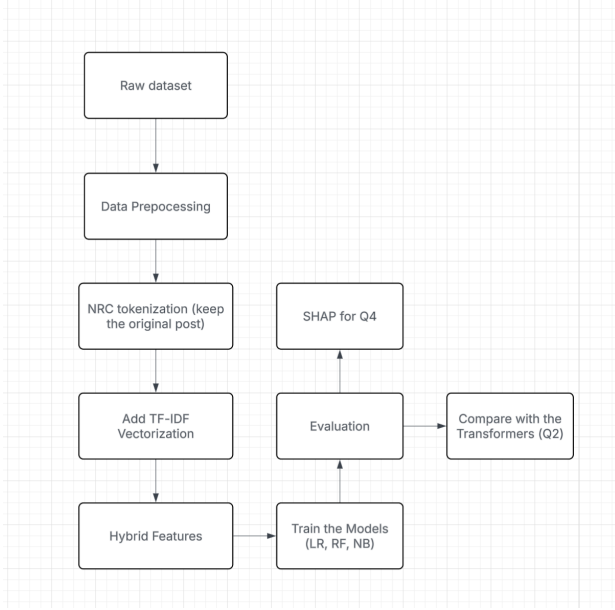 Raw dataset
Data Prepocessing
NRC tokenization (keep
the original post)
Add TF-IDF
Vectorization
Hybrid Features
Train the Models
(LR, RF, NB)
Evaluation
SHAP for Q4
Compare with the
Transformers (Q2)